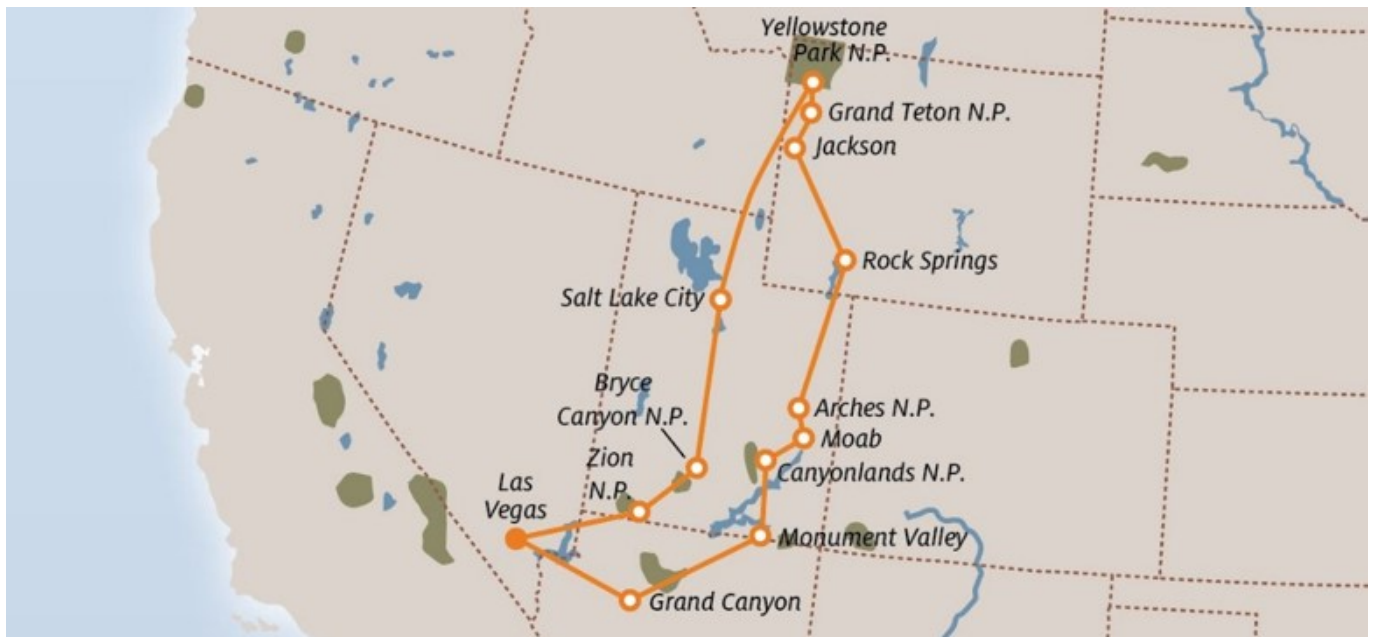 Yellowstone
Park N.P.
Grand Teton N.P.
Jackson
Rock Springs
Salt Lake City
Bryce
Canyon N.P.
Arches N.P.
Moab
Zion
N.P.
Canyonlands N.P.
Las
Vegas
Monument Valley
Grand Canyon